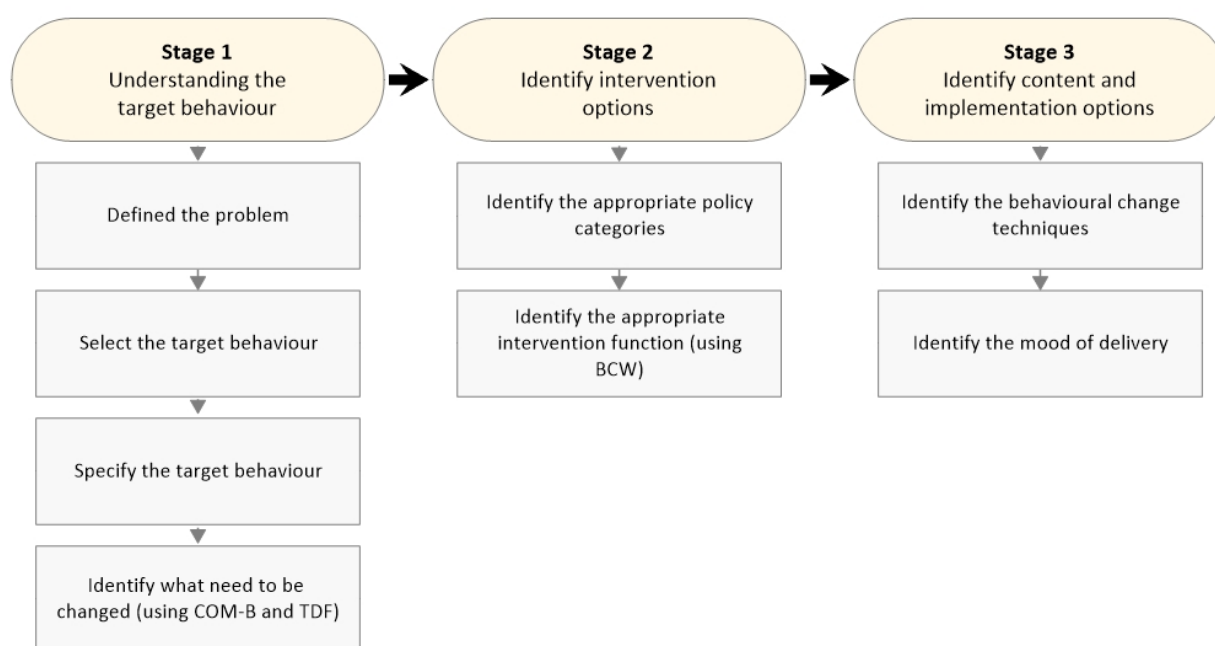 Stage 1
Understanding the
target behaviour
Defined the problem
Select the target behaviour
Specify the target behaviour
Identify what need to be
changed (using COM-B and TDF)
Stage 2
Identify intervention
options
Identify the appropriate policy
categories
Identify the appropriate
intervention function (using
BCW)
Stage 3
Identify content and
implementation options
Identify the behavioural change
techniques
Identify the mood of delivery